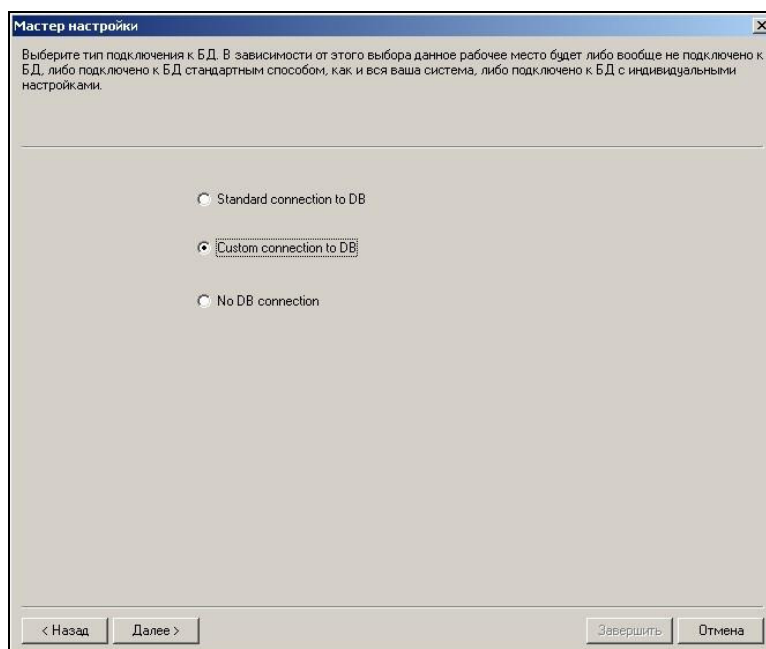 Мастер настройки
Выберите тип подключения к БД. В зависимости от этого выбора данное рабочее место будет либо вообще не подключено к
БД, либо подключено к БД стандартным способом, как и вся ваша система, либо подключено к БД с индивидуальными
настройками.
Standard connection to DB
Custom connection to DB
No DB connection
< Назад Далее > Завершить Отмена